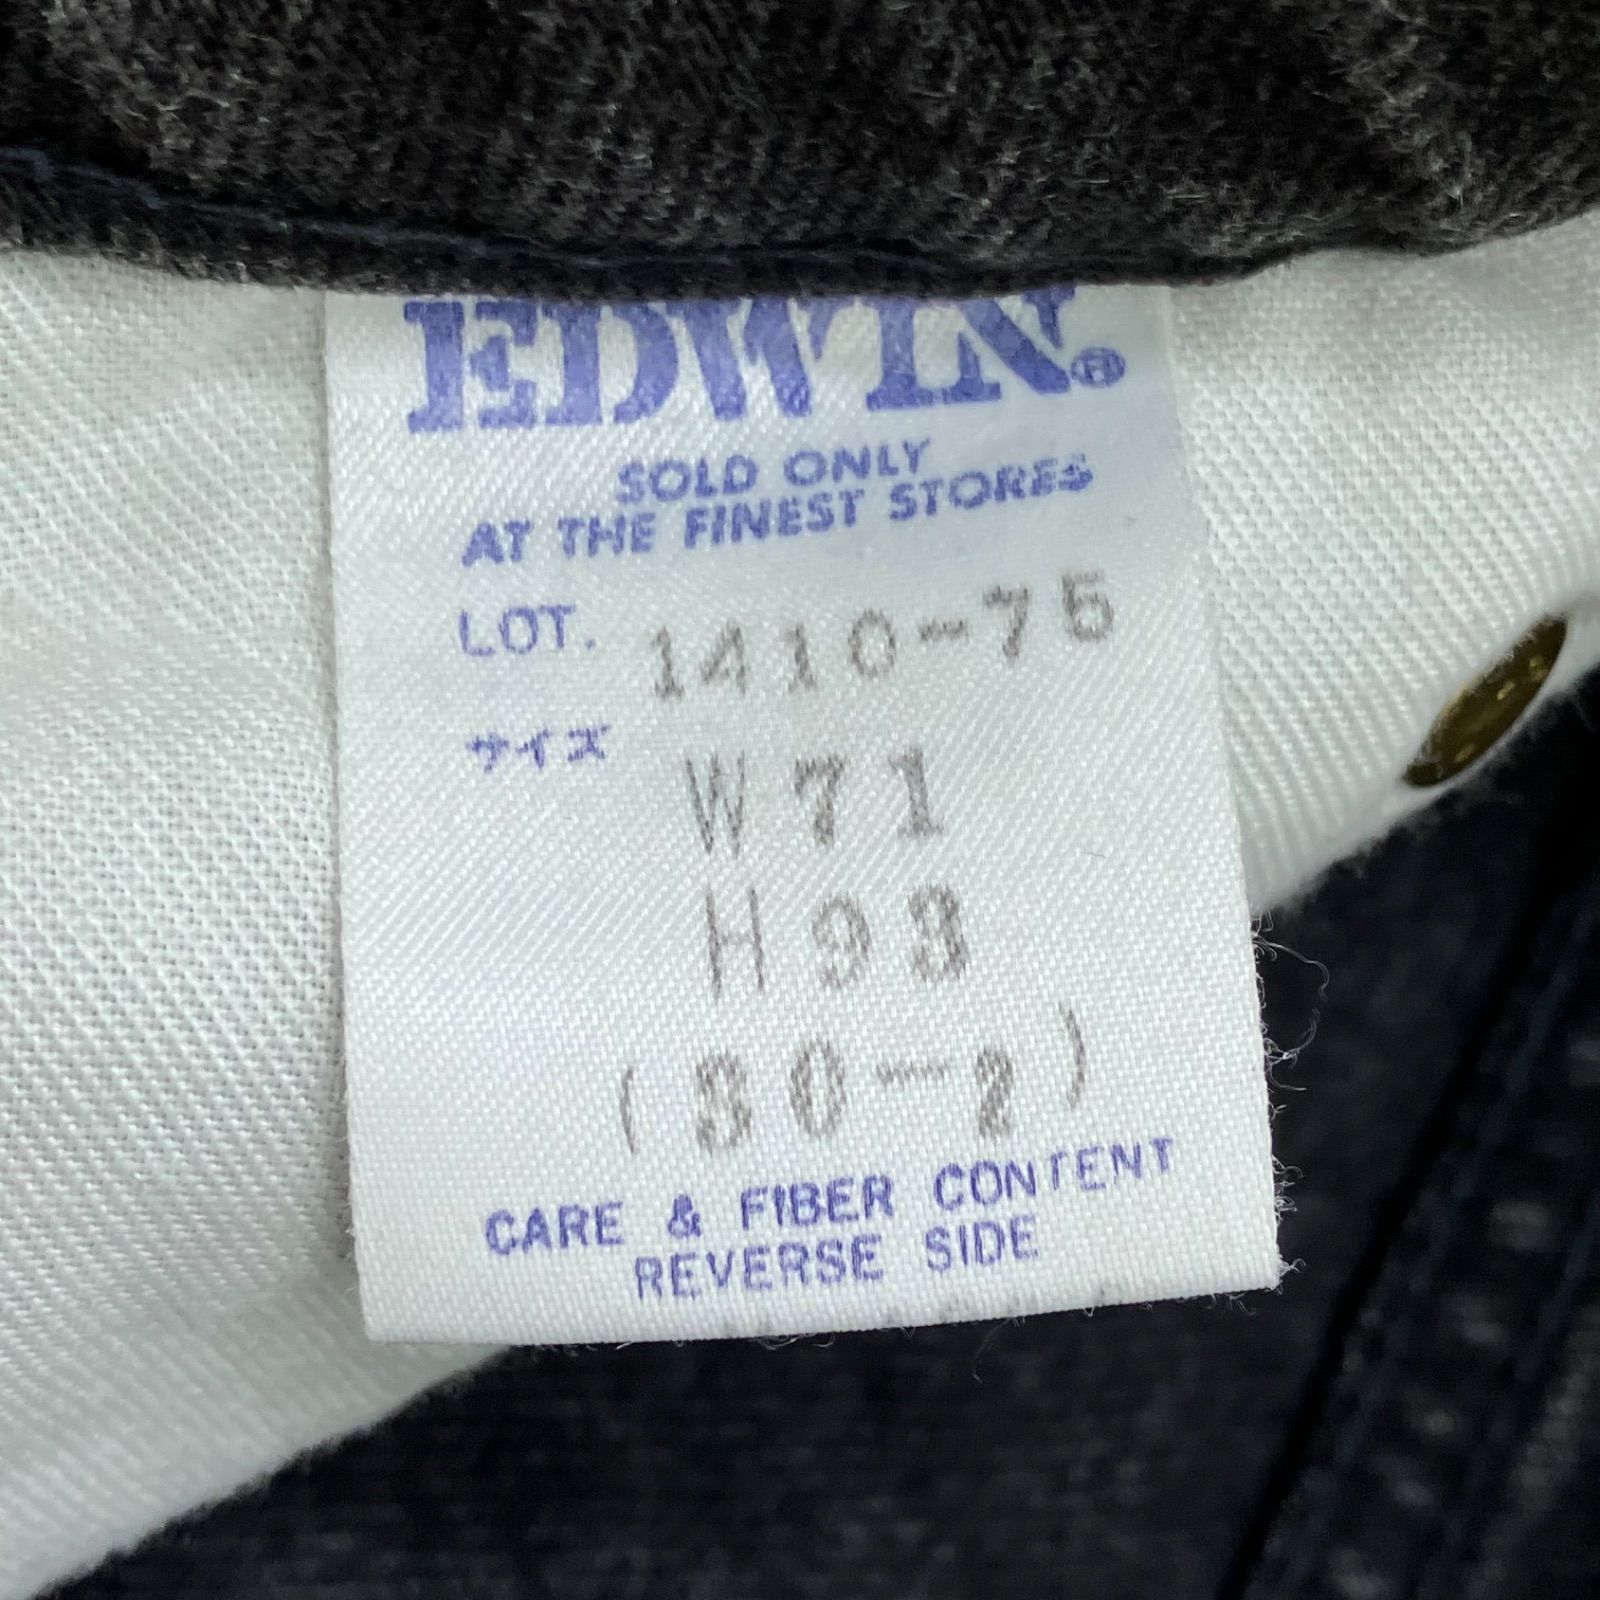 EDWIN®
SOLD ONLY
AT THE FINEST STORES
LOT. 1410-75
サイズ W71
H93
(30-2)
CARE & FIBER CONTENT
REVERSE SIDE